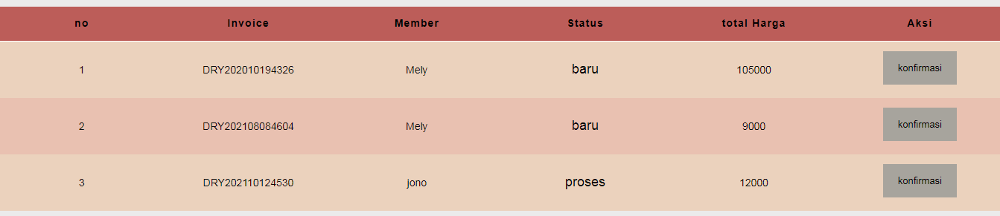 no Invoice Member Status total Harga Aksi
1 DRY202010194326 Mely baru 105000 konfirmasi
2 DRY202108084604 Mely baru 9000 konfirmasi
3 DRY202110124530 jono proses 12000 konfirmasi